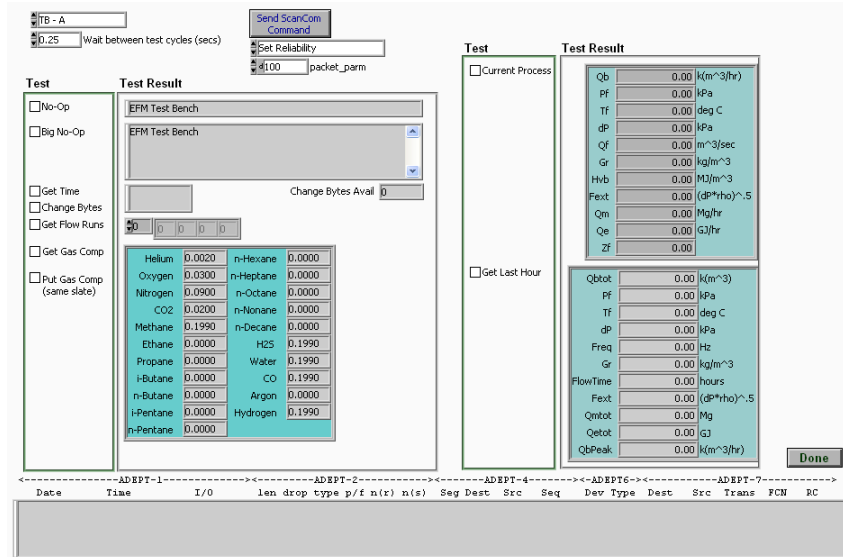 TB - A
0.25 Wait between test cycles (secs)
Send ScanCom
Command
Set Reliability
d 100 packet_parm
Test Test Result
No-Op
EFM Test Bench
Big No-Op
EFM Test Bench
Get Time
Change Bytes Avail 0
Change Bytes
Get Flow Runs
0 0 0 0 0
Get Gas Comp
Put Gas Comp
(same slate)
Helium 0.0020 n-Hexane 0.0000
Oxygen 0.0300 n-Heptane 0.0000
Nitrogen 0.0900 n-Octane 0.0000
CO2 0.0200 n-Nonane 0.0000
Methane 0.1990 n-Decane 0.0000
Ethane 0.0000 H2S 0.1990
Propane 0.0000 Water 0.1990
i-Butane 0.0000 CO 0.1990
n-Butane 0.0000 Argon 0.0000
i-Pentane 0.0000 Hydrogen 0.1990
n-Pentane 0.0000
Test Test Result
Current Process
Qb 0.00 k(m^3/hr)
Pf 0.00 kPa
Tf 0.00 deg C
dP 0.00 kPa
Qf 0.00 m^3/sec
Gr 0.00 kg/m^3
Hvb 0.00 MJ/m^3
Fext 0.00 (dP*rho)^.5
Qm 0.00 Mg/hr
Qe 0.00 GJ/hr
Zf 0.00
Get Last Hour
Qbtot 0.00 k(m^3)
Pf 0.00 kPa
Tf 0.00 deg C
dP 0.00 kPa
Freq 0.00 Hz
Gr 0.00 kg/m^3
FlowTime 0.00 hours
Fext 0.00 (dP*rho)^.5
Qmtot 0.00 Mg
Qetot 0.00 GJ
QbPeak 0.00 k(m^3/hr)
Done
<-------------ADEPT-1------------><--------ADEPT-2-----------><-------ADEPT-4-------><-ADEPT6-><----------ADEPT-7----------->
Date Time I/O len drop type p/f n(r) n(s) Seg Dest Src Seq Dev Type Dest Src Trans FCN RC